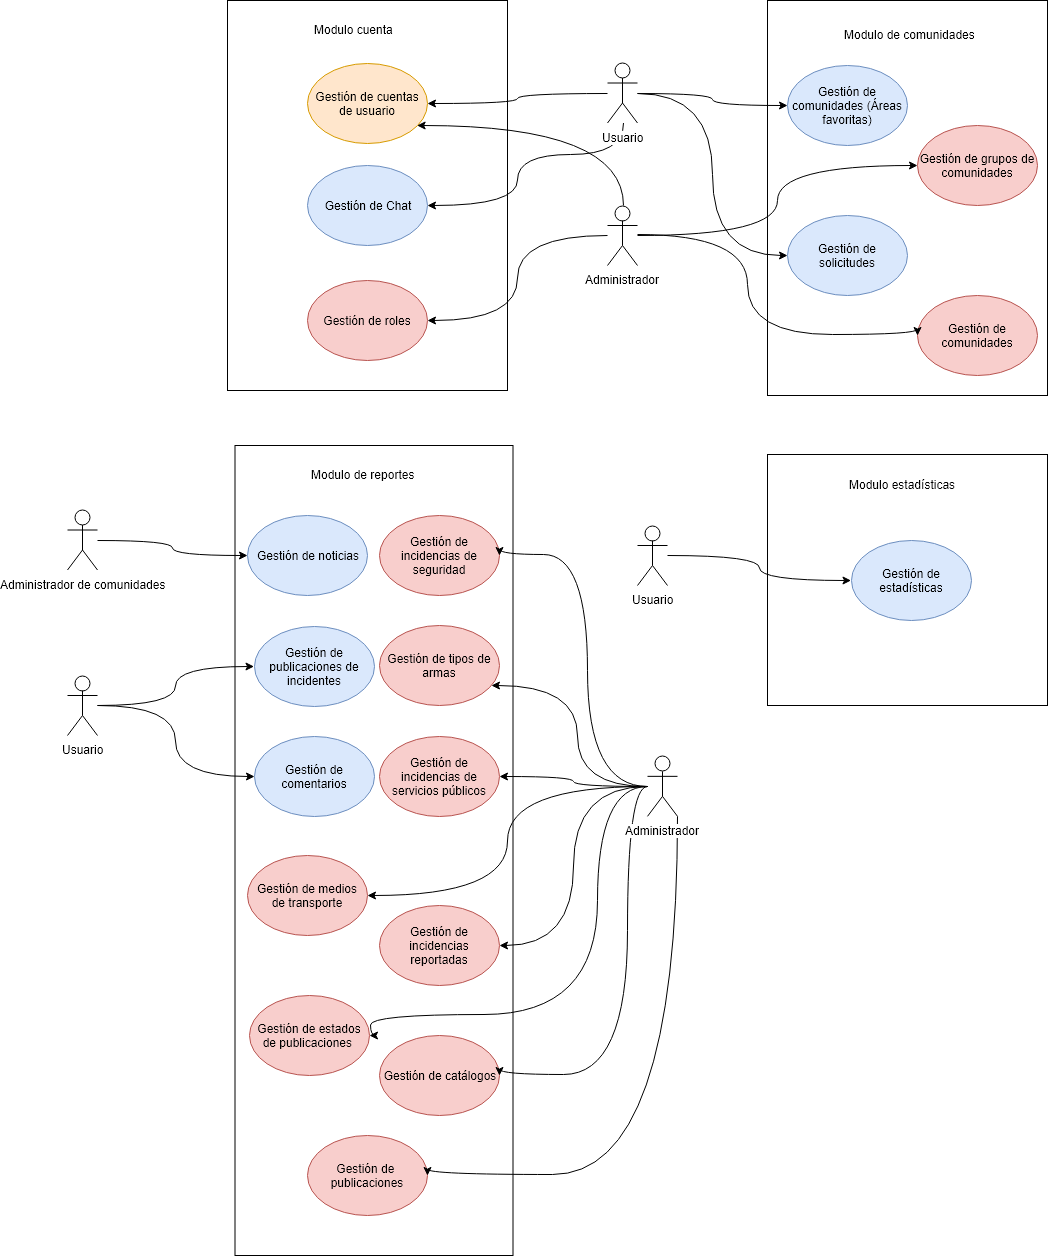 Modulo cuenta
Gestión de cuentas
de usuario
Gestión de Chat
Gestión de roles
Usuario
Administrador
Modulo de comunidades
Gestión de
comunidades (Áreas
favoritas)
Gestión de grupos de
comunidades
Gestión de
solicitudes
Gestión de
comunidades
Modulo de reportes
Administrador de comunidades
Usuario
Gestión de noticias
Gestión de
incidencias de
seguridad
Gestión de
publicaciones de
incidentes
Gestión de tipos de
armas
Gestión de
comentarios
Gestión de
incidencias de
servicios públicos
Gestión de medios
de transporte
Gestión de
incidencias
reportadas
Gestión de estados
de publicaciones
Gestión de catálogos
Gestión de
publicaciones
Administrador
Modulo estadísticas
Usuario
Gestión de
estadísticas